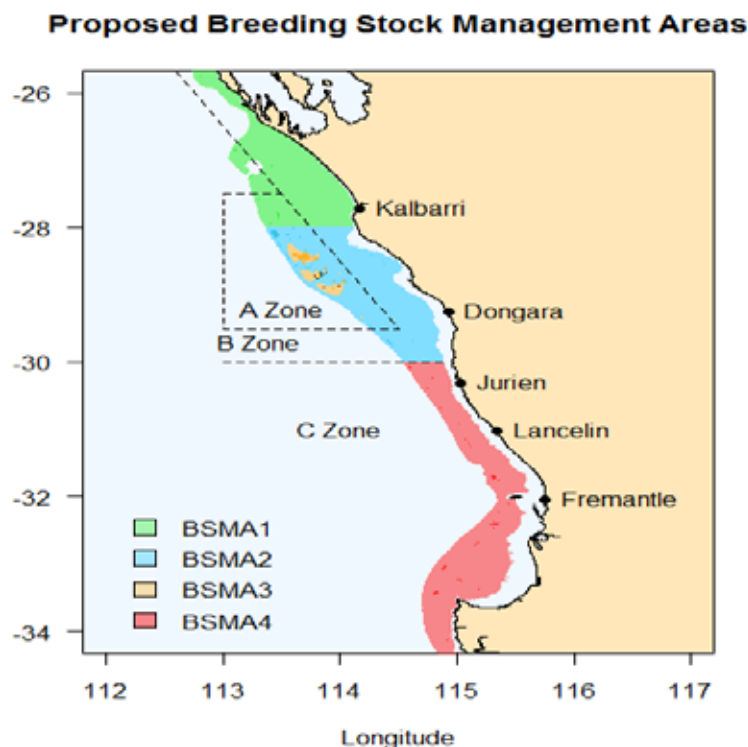 Proposed Breeding Stock Management Areas
-26
-28
-30
-32
-34
Kalbarri
Dongara
Jurien
Lancelin
Fremantle
A Zone
B Zone
C Zone
BSMA1
BSMA2
BSMA3
BSMA4
112 113 114 115 116 117
Longitude